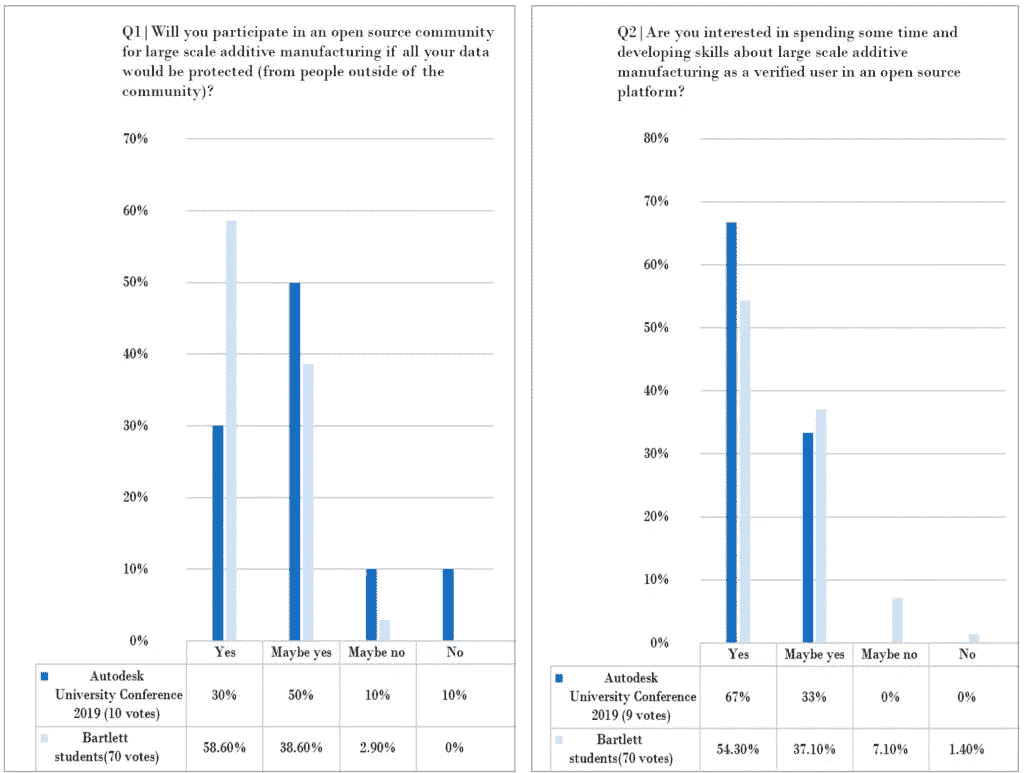 Q1|Will you participate in an open source community
for large scale additive manufacturing if all your data
would be protected (from people outside of the
community)?
70%
60%
50%
40%
30%
20%
10%
0%
Yes Maybe yes Maybe no No
Autodesk
University Conference
2019 (10 votes)
30% 50% 10% 10%
Bartlett
students(70 votes)
58.60% 38.60% 2.90% 0%
Q2|Are you interested in spending some time and
developing skills about large scale additive
manufacturing as a verified user in an open source
platform?
80%
70%
60%
50%
40%
30%
20%
10%
0%
Yes Maybe yes Maybe no No
Autodesk
University Conference
2019 (9 votes)
67% 33% 0% 0%
Bartlett
students(70 votes)
54.30% 37.10% 7.10% 1.40%